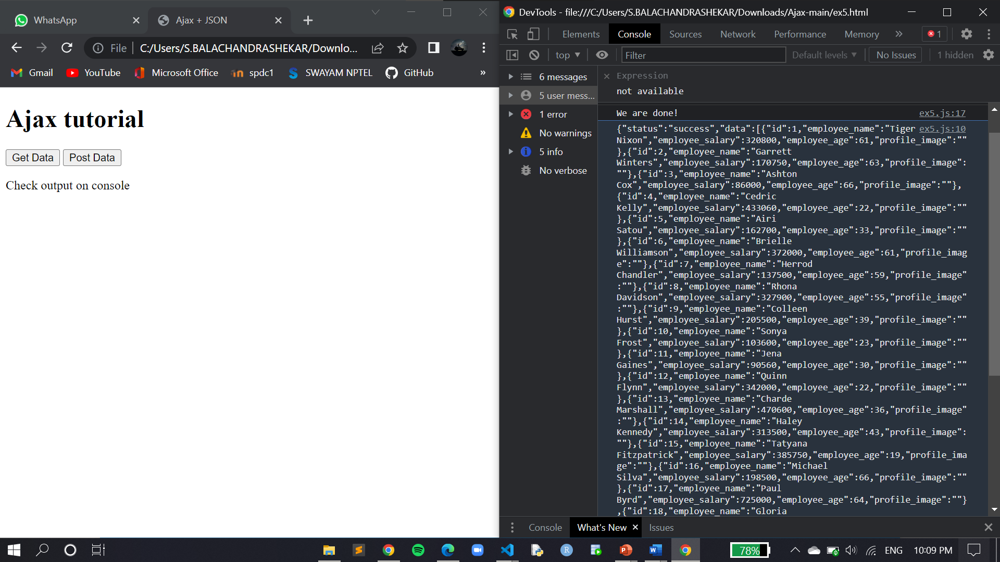 WhatsApp
Ajax + JSON
File C:/Users/S.BALACHANDRASHEKAR/Downlo...
Gmail YouTube Microsoft Office spdc1 SWAYAM NPTEL GitHub »
Ajax tutorial
Get Data Post Data
Check output on console
DevTools - file:///C:/Users/S.BALACHANDRASHEKAR/Downloads/Ajax-main/ex5.html
Elements Console Sources Network Performance Memory » 1
top Filter Default levels No Issues 1 hidden
6 messages
5 user mess...
1 error
No warnings
5 info
No verbose
Expression
not available
We are done! ex5.js:17
{"status":"success","data":[{"id":1,"employee_name":"Tiger ex5.js:10
Nixon","employee_salary":320800,"employee_age":61,"profile_image":""
},{"id":2,"employee_name":"Garrett
Winters","employee_salary":170750,"employee_age":63,"profile_image":
""},{"id":3,"employee_name":"Ashton
Cox","employee_salary":86000,"employee_age":66,"profile_image":""},
{"id":4,"employee_name":"Cedric
Kelly","employee_salary":433060,"employee_age":22,"profile_image":""
},{"id":5,"employee_name":"Airi
Satou","employee_salary":162700,"employee_age":33,"profile_image":""
},{"id":6,"employee_name":"Brielle
Williamson","employee_salary":372000,"employee_age":61,"profile_imag
e":""},{"id":7,"employee_name":"Herrod
Chandler","employee_salary":137500,"employee_age":59,"profile_image"
:""},{"id":8,"employee_name":"Rhona
Davidson","employee_salary":327900,"employee_age":55,"profile_image"
:""},{"id":9,"employee_name":"Colleen
Hurst","employee_salary":205500,"employee_age":39,"profile_image":""
},{"id":10,"employee_name":"Sonya
Frost","employee_salary":103600,"employee_age":23,"profile_image":""
},{"id":11,"employee_name":"Jena
Gaines","employee_salary":90560,"employee_age":30,"profile_image":""
},{"id":12,"employee_name":"Quinn
Flynn","employee_salary":342000,"employee_age":22,"profile_image":""
},{"id":13,"employee_name":"Charde
Marshall","employee_salary":470600,"employee_age":36,"profile_image"
:""},{"id":14,"employee_name":"Haley
Kennedy","employee_salary":313500,"employee_age":43,"profile_image":
""},{"id":15,"employee_name":"Tatyana
Fitzpatrick","employee_salary":385750,"employee_age":19,"profile_ima
ge":""},{"id":16,"employee_name":"Michael
Silva","employee_salary":198500,"employee_age":66,"profile_image":""
},{"id":17,"employee_name":"Paul
Byrd","employee_salary":725000,"employee_age":64,"profile_image":""}
,{"id":18,"employee_name":"Gloria
Console What's New Issues
78% ENG 10:09 PM